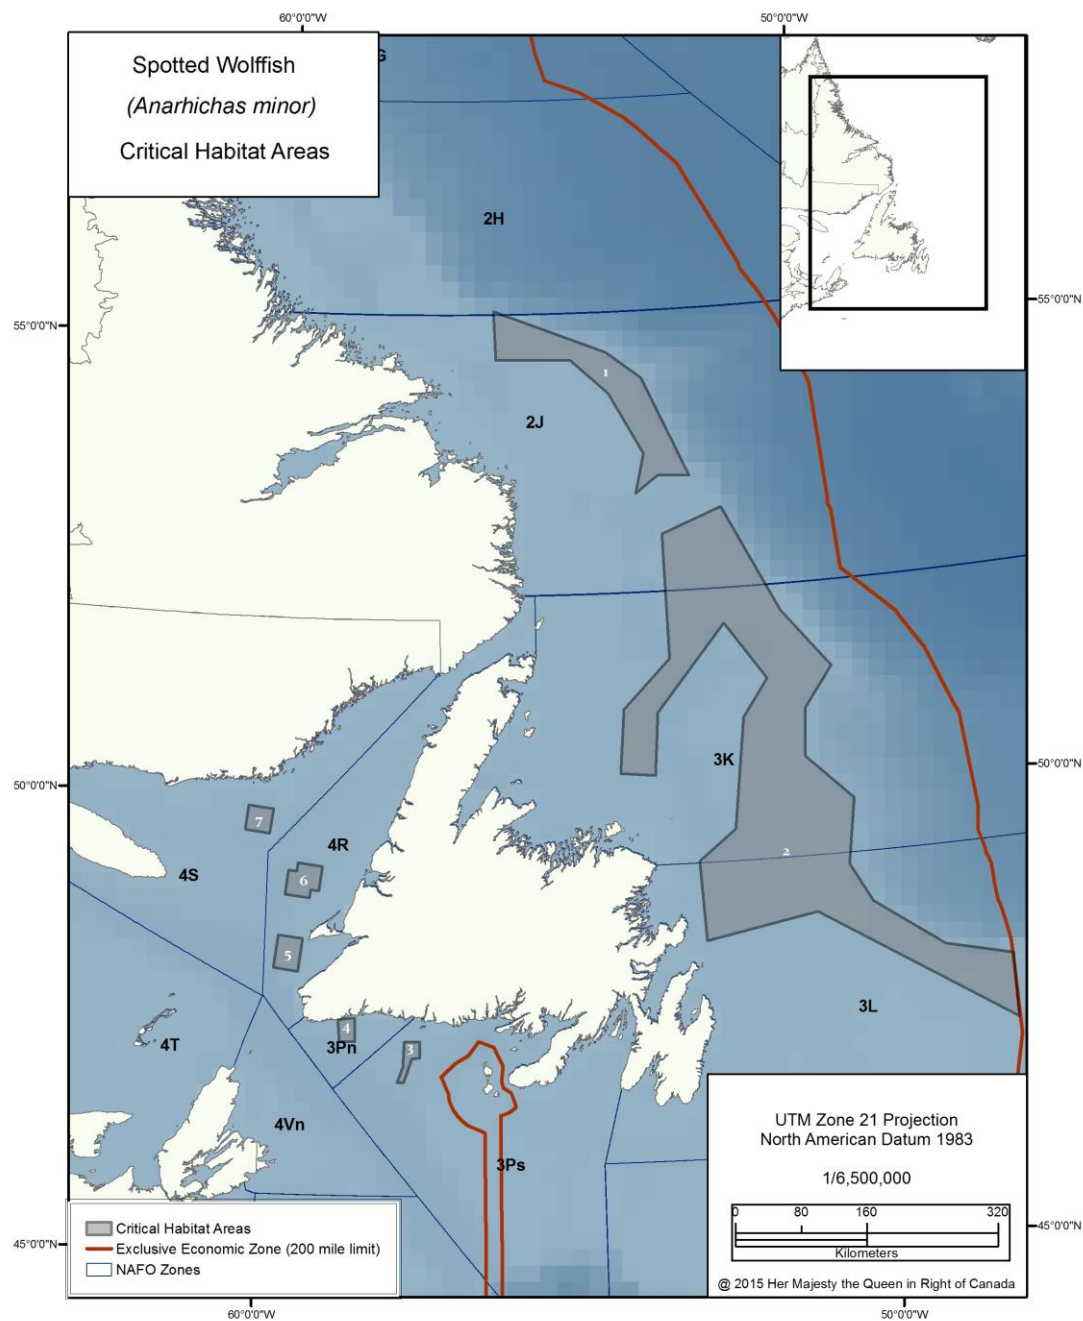 60°0'0"W
50°0'0"W
Spotted Wolffish
(Anarhichas minor)
Critical Habitat Areas
G
2H
55°0'0"N
55°0'0"N
1
2J
3K
50°0'0"N
50°0'0"N
7
4R
2
4S
6
5
3L
4
3
3Pn
4T
4Vn
3Ps
UTM Zone 21 Projection
North American Datum 1983
1/6,500,000
0 80 160 320
Kilometers
@ 2015 Her Majesty the Queen in Right of Canada
Critical Habitat Areas
Exclusive Economic Zone (200 mile limit)
NAFO Zones
45°0'0"N
45°0'0"N
60°0'0"W
50°0'0"W